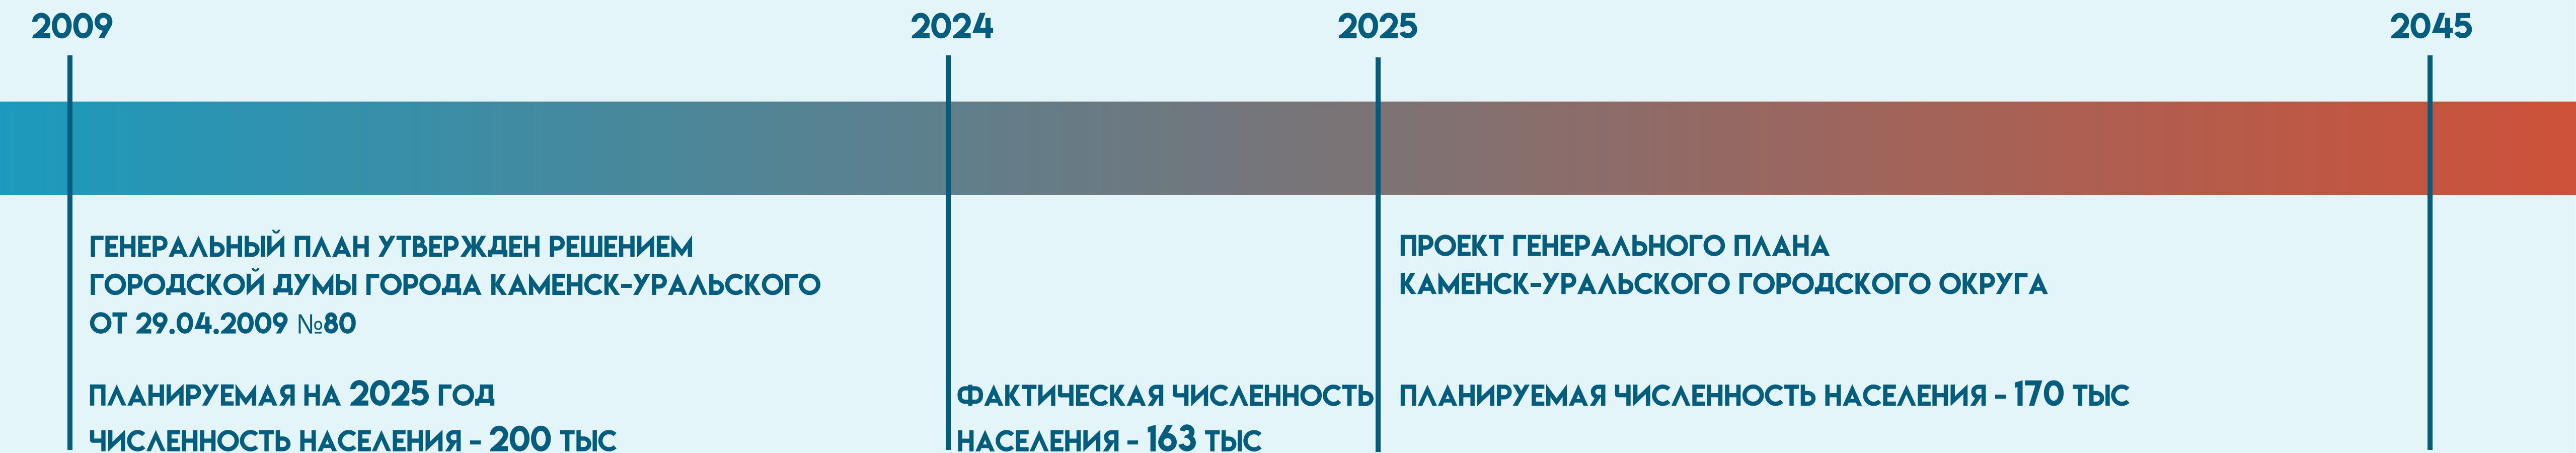 2009
2024
2025
2045
ГЕНЕРАЛЬНЫЙ ПЛАН УТВЕРЖДЕН РЕШЕНИЕМ
ГОРОДСКОЙ ДУМЫ ГОРОДА КАМЕНСК-УРАЛЬСКОГО
ОТ 29.04.2009 №80
ПЛАНИРУЕМАЯ НА 2025 ГОД
ЧИСЛЕННОСТЬ НАСЕЛЕНИЯ - 200 ТЫС
ФАКТИЧЕСКАЯ ЧИСЛЕННОСТЬ
НАСЕЛЕНИЯ - 163 ТЫС
ПРОЕКТ ГЕНЕРАЛЬНОГО ПЛАНА
КАМЕНСК-УРАЛЬСКОГО ГОРОДСКОГО ОКРУГА
ПЛАНИРУЕМАЯ ЧИСЛЕННОСТЬ НАСЕЛЕНИЯ - 170 ТЫС